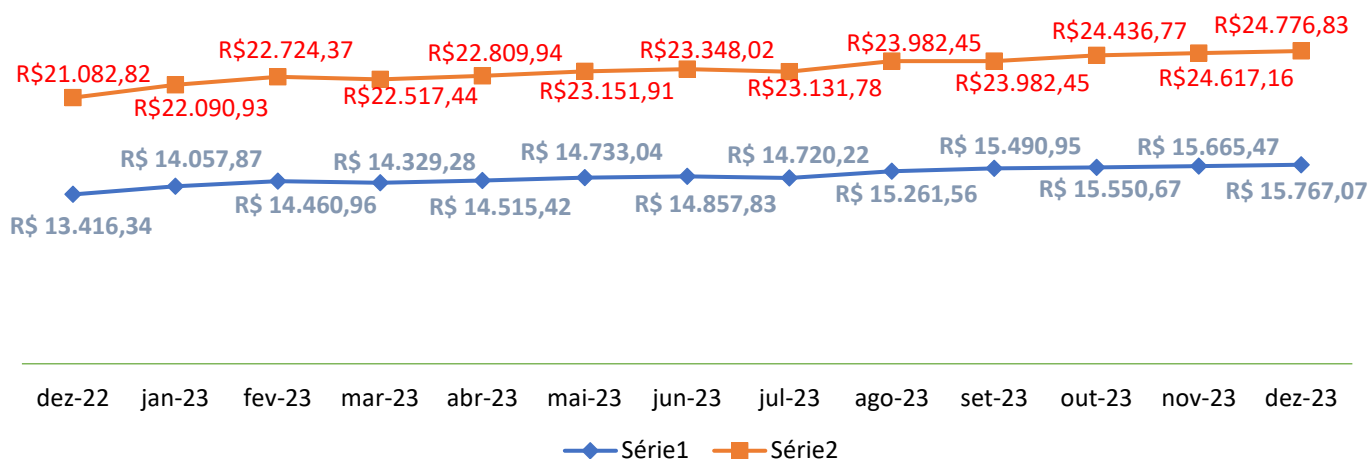 R$21.082,82
R$22.090,93
R$22.724,37
R$22.517,44
R$22.809,94
R$23.151,91
R$23.348,02
R$23.131,78
R$23.982,45
R$23.982,45
R$24.436,77
R$24.617,16
R$24.776,83
R$ 13.416,34
R$ 14.057,87
R$ 14.460,96
R$ 14.329,28
R$ 14.515,42
R$ 14.733,04
R$ 14.857,83
R$ 14.720,22
R$ 15.261,56
R$ 15.490,95
R$ 15.550,67
R$ 15.665,47
R$ 15.767,07
dez-22 jan-23 fev-23 mar-23 abr-23 mai-23 jun-23 jul-23 ago-23 set-23 out-23 nov-23 dez-23
Série1 Série2